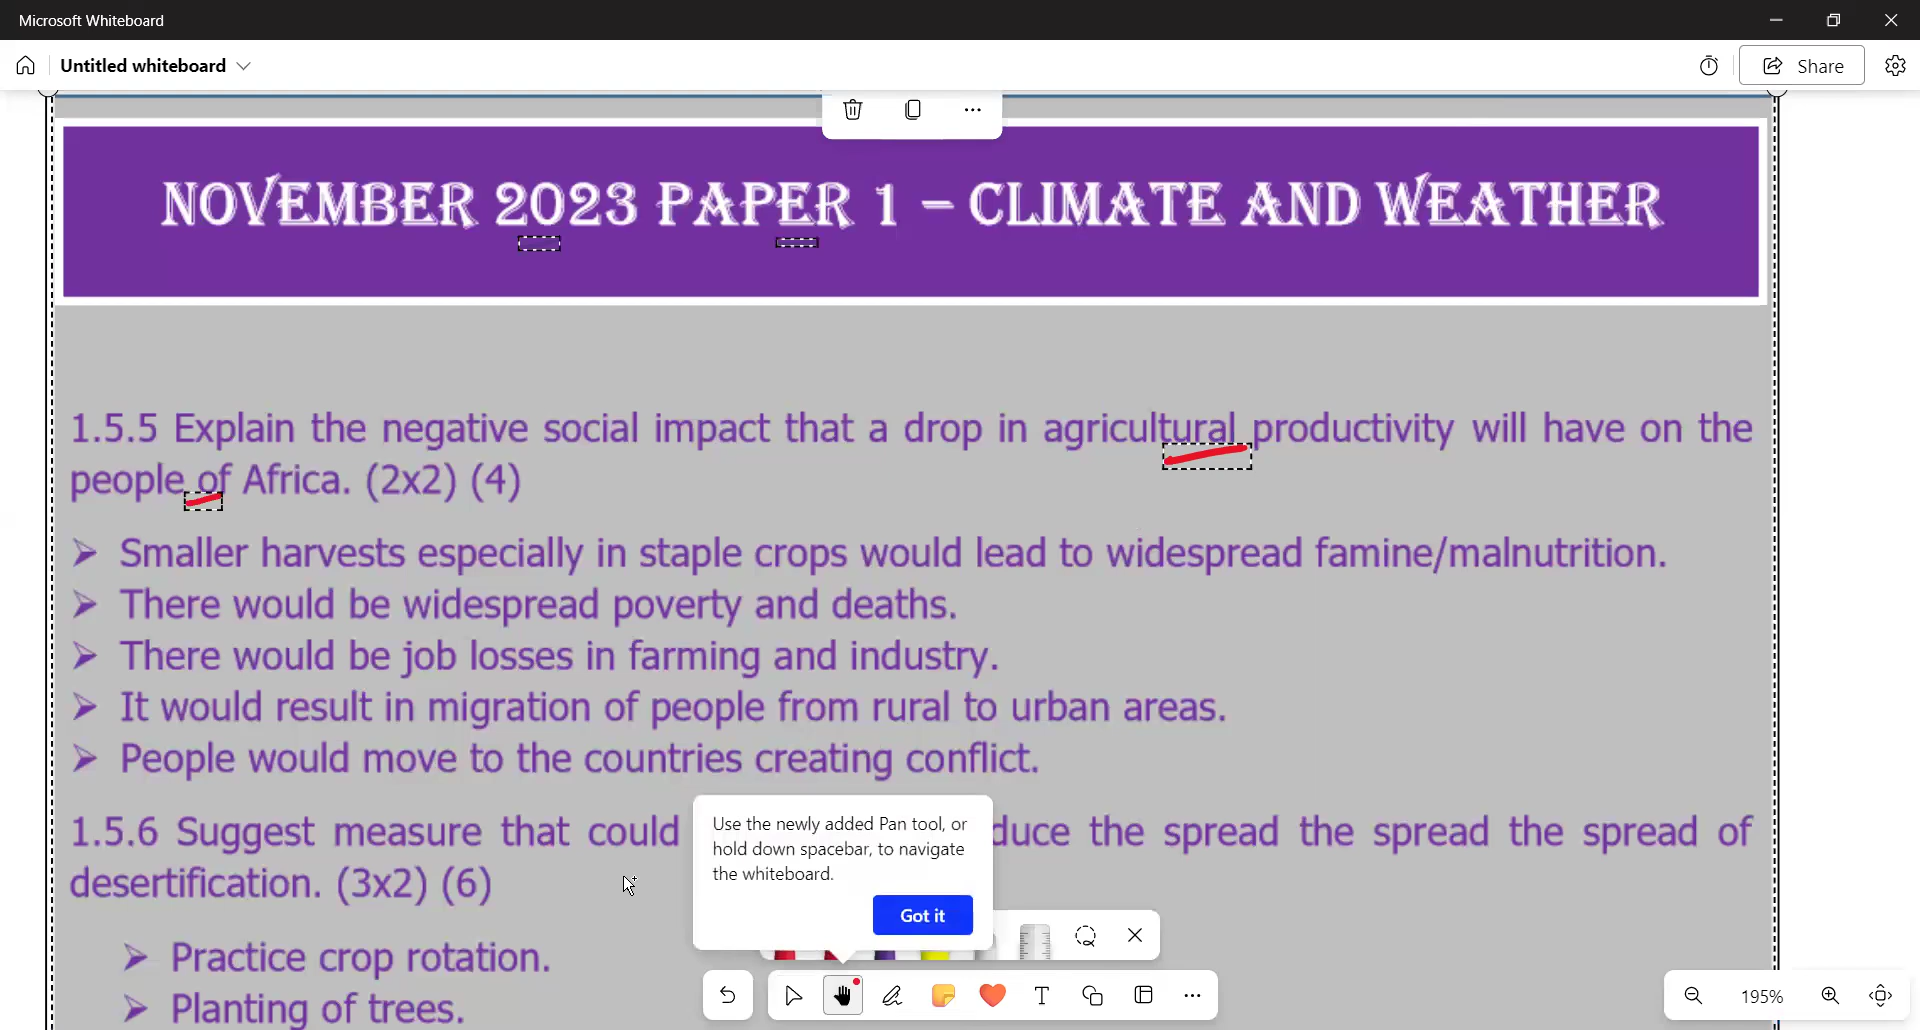 Microsoft Whiteboard
Untitled whiteboard
Share
NOVEMBER 2023 PAPER 1 – CLIMATE AND WEATHER
1.5.5 Explain the negative social impact that a drop in agricultural productivity will have on the
people of Africa. (2x2) (4)
➢ Smaller harvests especially in staple crops would lead to widespread famine/malnutrition.
➢ There would be widespread poverty and deaths.
➢ There would be job losses in farming and industry.
➢ It would result in migration of people from rural to urban areas.
➢ People would move to the countries creating conflict.
1.5.6 Suggest measure that could duce the spread the spread the spread of
desertification. (3x2) (6)
➢ Practice crop rotation.
➢ Planting of trees.
Use the newly added Pan tool, or
hold down spacebar, to navigate
the whiteboard.
Got it
195%